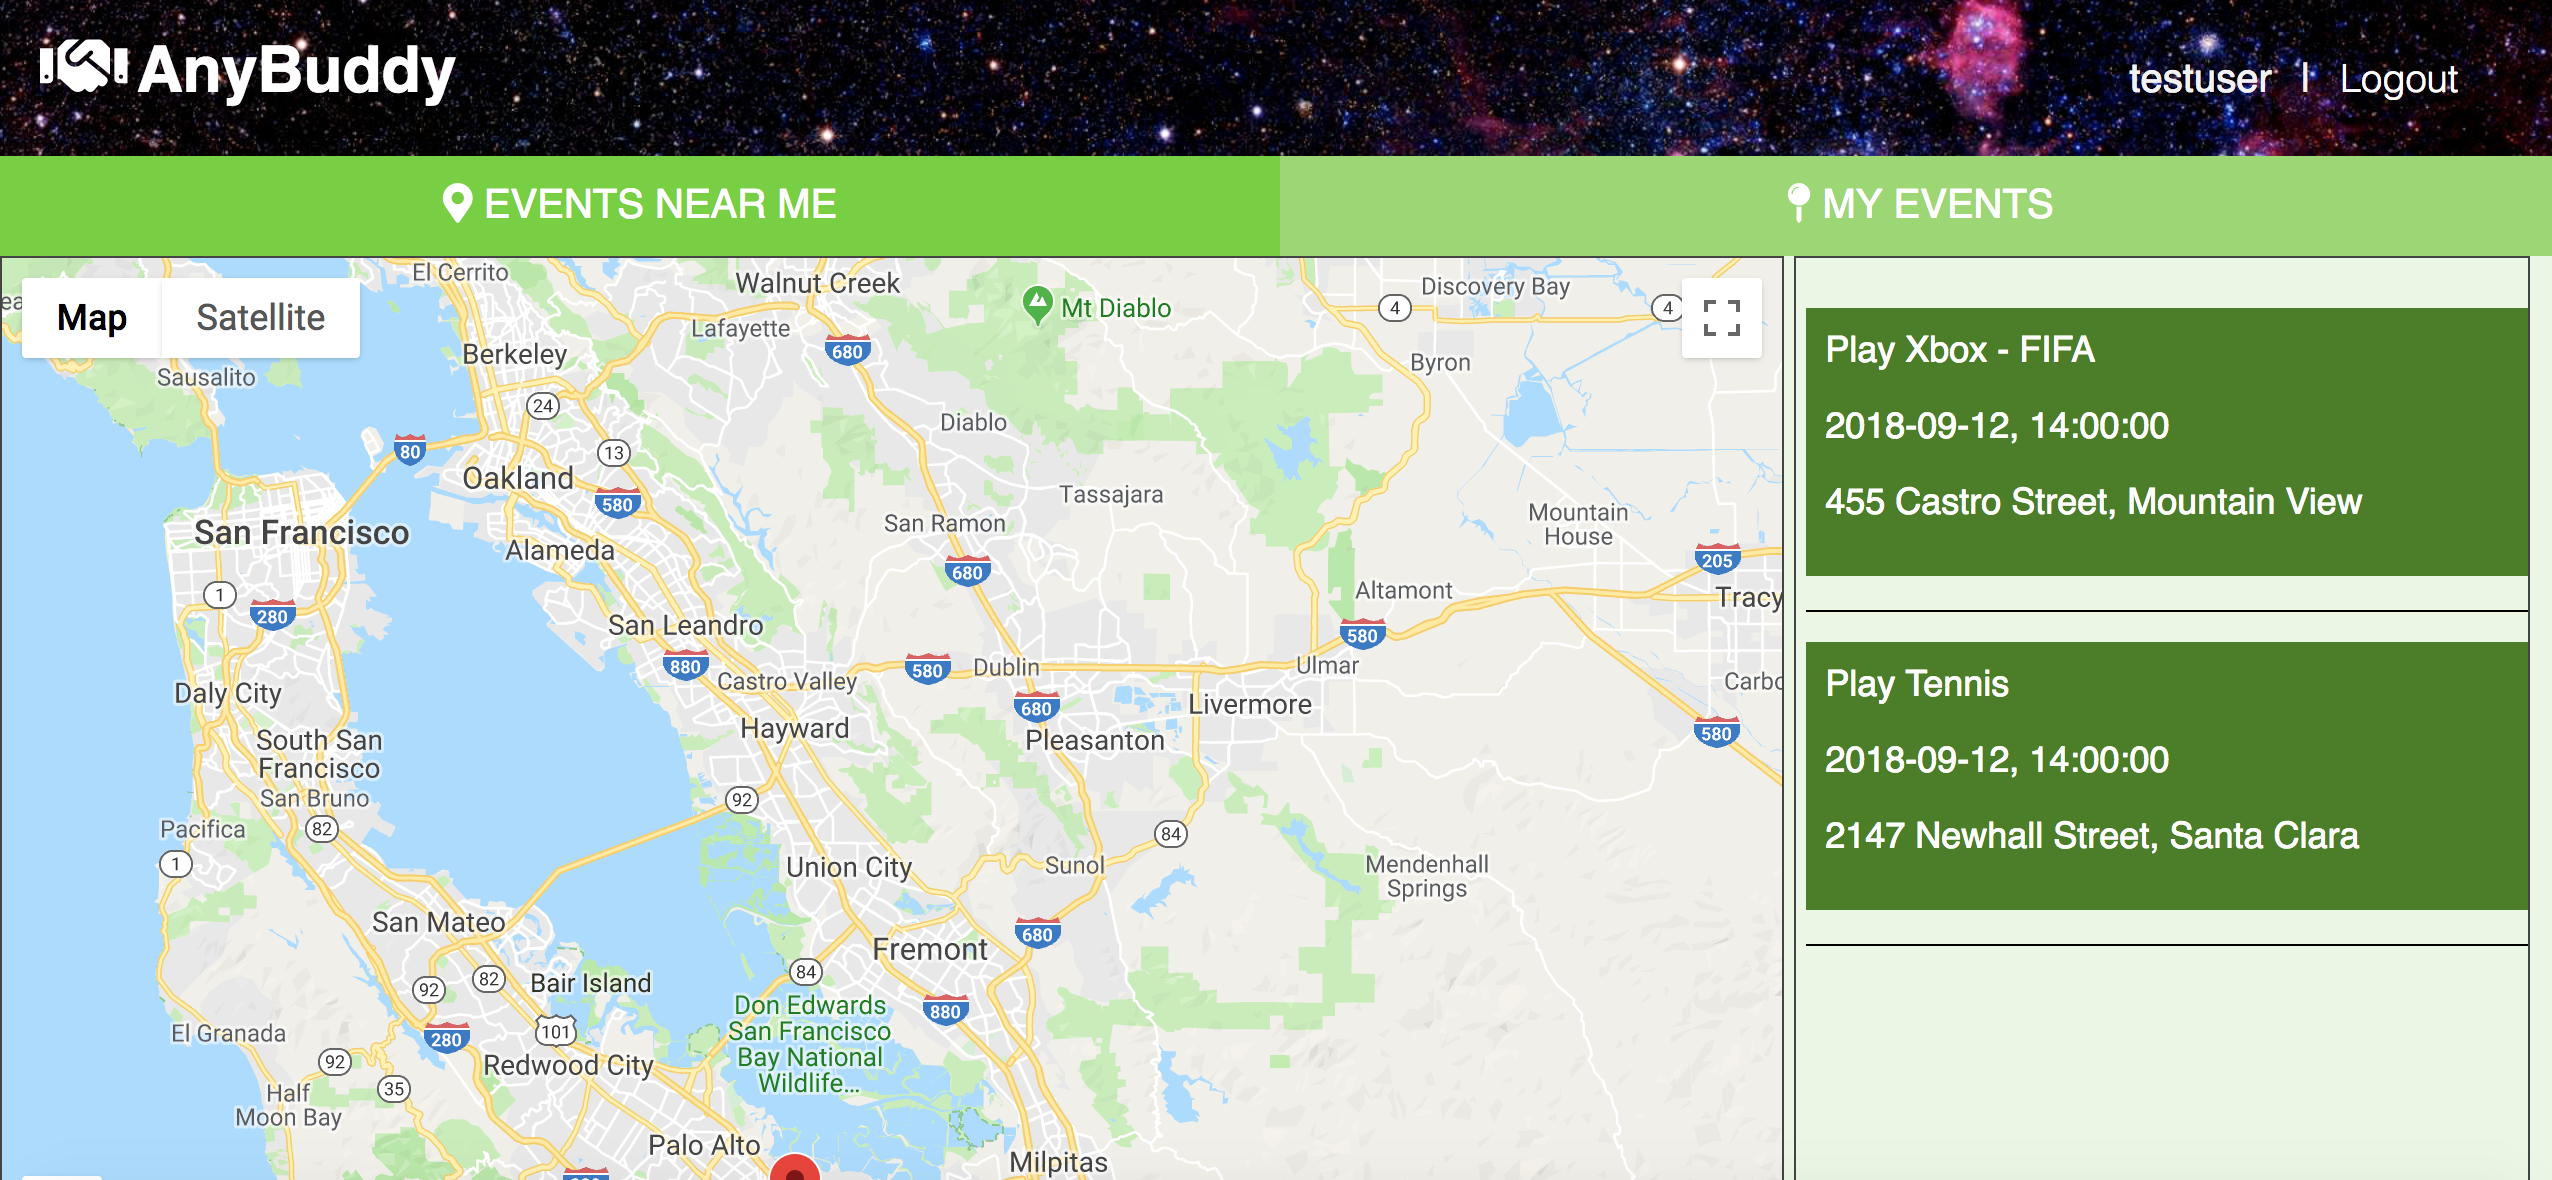 AnyBuddy
testuser | Logout
EVENTS NEAR ME
MY EVENTS
Map
Satellite
El Cerrito
Walnut Creek
Mt Diablo
Discovery Bay
4
4
Lafayette
680
Berkeley
Byron
Sausalito
24
Diablo
80
13
Oakland
580
Tassajara
San Ramon
Mountain
House
San Francisco
Alameda
680
205
1
280
Altamont
Tracy
San Leandro
580
880
Castro Valley
580
Dublin
Ulmar
Daly City
680
Livermore
Hayward
Pleasanton
580
South San
Francisco
San Bruno
92
Pacifica
82
84
1
Union City
Sunol
Mendenhall
Springs
San Mateo
680
Fremont
92
82
Bair Island
84
Don Edwards
San Francisco
Bay National
Wildlife...
880
El Granada
101
280
92
Redwood City
35
Half
Moon Bay
Palo Alto
Milpitas
Play Xbox - FIFA
2018-09-12, 14:00:00
455 Castro Street, Mountain View
Play Tennis
2018-09-12, 14:00:00
2147 Newhall Street, Santa Clara